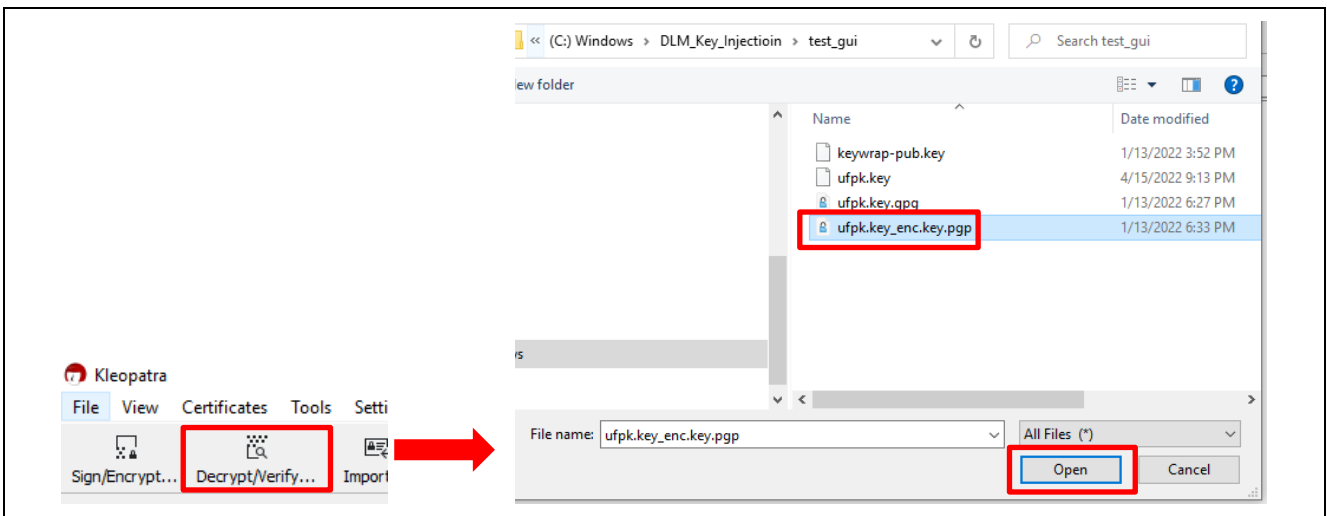 « (C:) Windows › DLM_Key_Injectioin › test_gui
Search test_gui
ew folder
Name
Date modified
keywrap-pub.key
1/13/2022 3:52 PM
ufpk.key
4/15/2022 9:13 PM
ufpk.key.gpg
1/13/2022 6:27 PM
ufpk.key_enc.key.pgp
1/13/2022 6:33 PM
Kleopatra
File View Certificates Tools Setti
Sign/Encrypt... Decrypt/Verify... Import
File name: ufpk.key_enc.key.pgp
All Files (*)
Open
Cancel